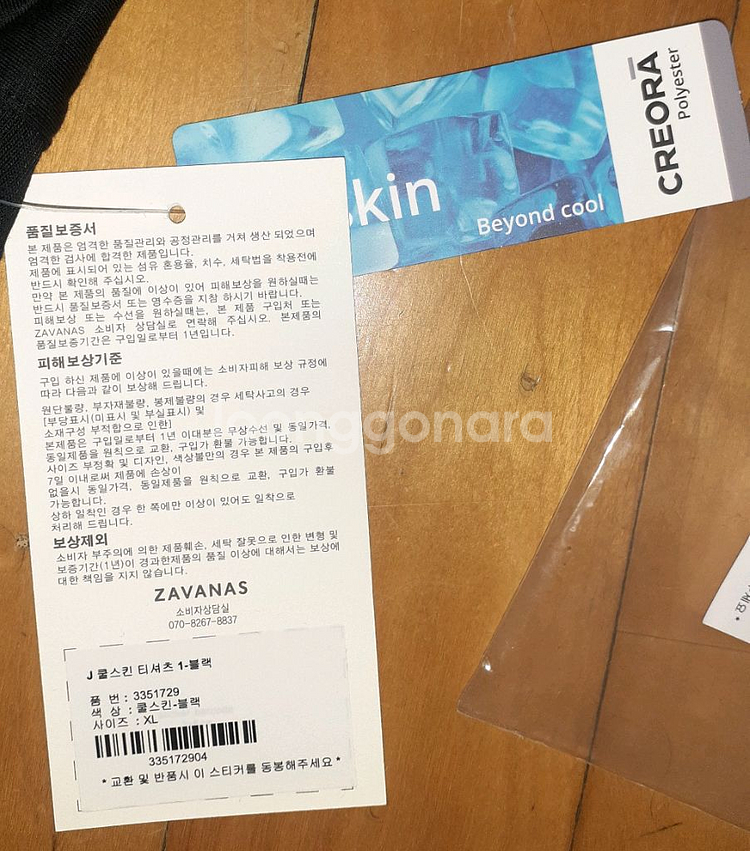 CREORA
Polyester
skin
Beyond cool
품질보증서
본 제품은 엄격한 품질관리와 공정관리를 거쳐 생산 되었으며
엄격한 검사에 합격한 제품입니다.
제품에 표시되어 있는 섬유 혼용율, 치수, 세탁법을 착용전에
반드시 확인해 주십시오.
만약 본 제품의 품질에 이상이 있어 피해보상을 원하실때는
반드시 품질보증서 또는 영수증을 지참 하시기 바랍니다.
피해보상 또는 수선을 원하실때는, 본 제품 구입처 또는
ZAVANAS 소비자 상담실로 연락해 주십시오. 본제품의
품질보증기간은 구입일로부터 1년입니다.
피해보상기준
구입 하신 제품에 이상이 있을때에는 소비자피해 보상 규정에
따라 다음과 같이 보상해 드립니다.
원단불량, 부자재불량, 봉제불량의 경우 세탁사고의 경우
[부당표시(미표시 및 부실표시) 및
소재구성 부적합으로 인한]
본제품은 구입일로부터 1년 이대분은 무상수선 및 동일가격,
동일제품을 원칙으로 교환, 구입가 환불 가능합니다.
사이즈 부정확 및 디자인, 색상불만의 경우 본 제품의 구입후
7일 이내로써 제품에 손상이
없을시 동일가격, 동일제품을 원칙으로 교환, 구입가 환불
가능합니다.
상하 일착인 경우 한 쪽에만 이상이 있어도 일착으로
처리해 드립니다.
보상제외
소비자 부주의에 의한 제품훼손, 세탁 잘못으로 인한 변형 및
보증기간(1년)이 경과한제품의 품질 이상에 대해서는 보상에
대한 책임을 지지 않습니다.
ZAVANAS
소비자상담실
070-8267-8837
J 쿨스킨 티셔츠 1-블랙
품 번 : 3351729
색 상 : 쿨스킨-블랙
사이즈 : XL
335172904
* 교환 및 반품시 이 스티커를 동봉해주세요 *
joonggonara